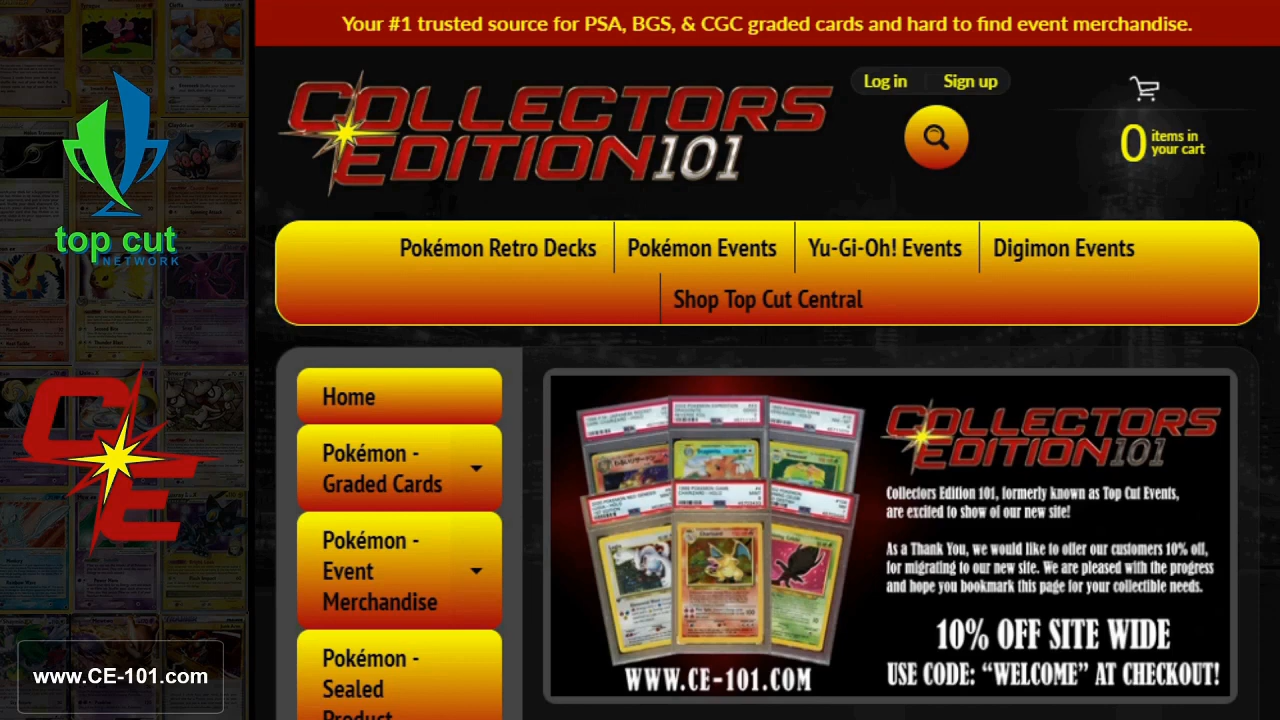 Your #1 trusted source for PSA, BGS, & CGC graded cards and hard to find event merchandise.
top cut
NETWORK
COLLECTORS
EDITION 101
Log in
Sign up
0 items in
your cart
Pokémon Retro Decks
Pokémon Events
Yu-Gi-Oh! Events
Digimon Events
Shop Top Cut Central
CE
www.CE-101.com
Home
Pokémon -
Graded Cards
Pokémon -
Event
Merchandise
Pokémon -
Sealed
Product
COLLECTORS
EDITION 101
Collectors Edition 101, formerly known as Top Cut Events,
are excited to show of our new site!
As a Thank You, we would like to offer our customers 10% off,
for migrating to our new site. We are pleased with the progress
and hope you bookmark this page for your collectible needs.
10% OFF SITE WIDE
USE CODE: “WELCOME” AT CHECKOUT!
WWW.CE-101.COM